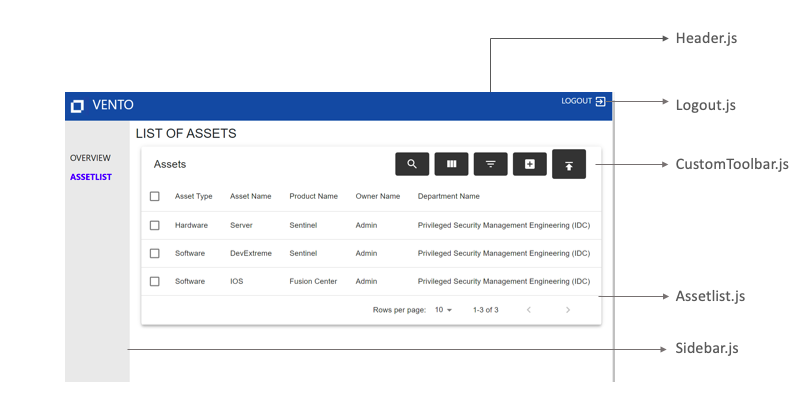 Header.js
VENTO
LOGOUT
Logout.js
LIST OF ASSETS
OVERVIEW
ASSETLIST
Assets
CustomToolbar.js
Asset Type Asset Name Product Name Owner Name Department Name
Hardware Server Sentinel Admin Privileged Security Management Engineering (IDC)
Software DevExtreme Sentinel Admin Privileged Security Management Engineering (IDC)
Software IOS Fusion Center Admin Privileged Security Management Engineering (IDC)
Assetlist.js
Rows per page: 10 1-3 of 3
Sidebar.js